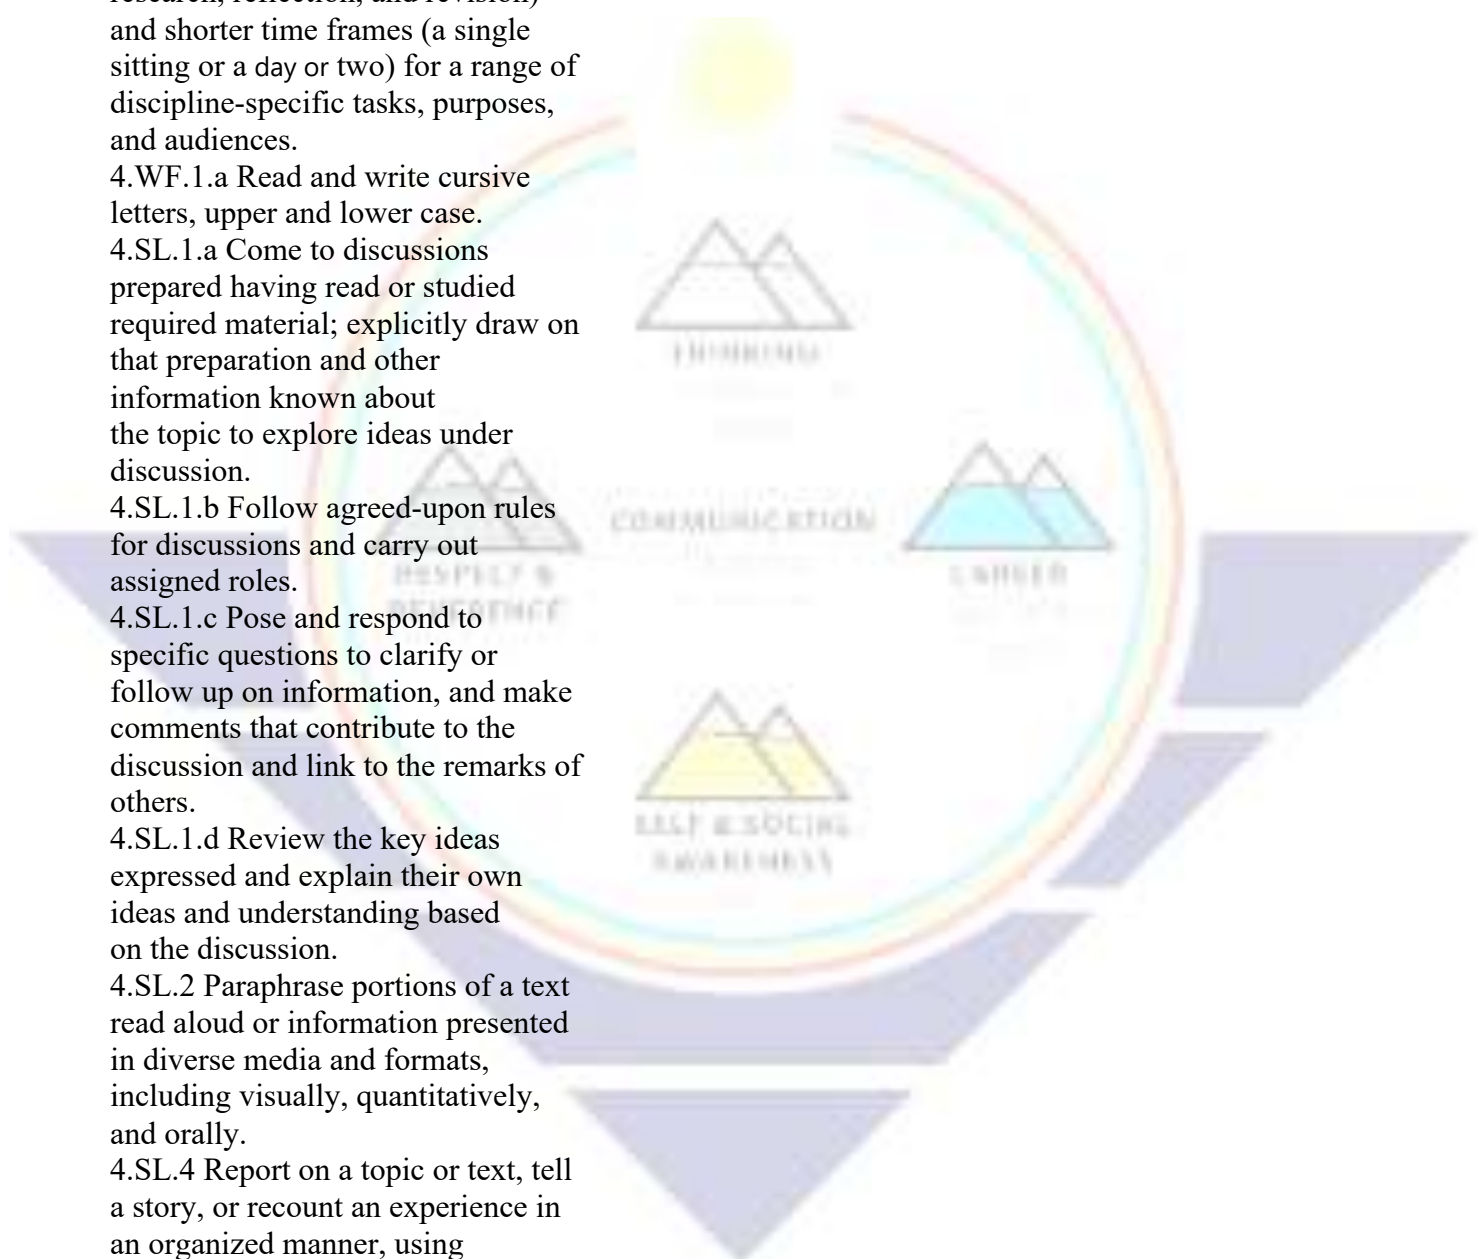 research, reflection, and revision)
and shorter time frames (a single
sitting or a day or two) for a range of
discipline-specific tasks, purposes,
and audiences.
4.WF.1.a Read and write cursive
letters, upper and lower case.
4.SL.1.a Come to discussions
prepared having read or studied
required material; explicitly draw on
that preparation and other
information known about
the topic to explore ideas under
discussion.
4.SL.1.b Follow agreed-upon rules
for discussions and carry out
assigned roles.
4.SL.1.c Pose and respond to
specific questions to clarify or
follow up on information, and make
comments that contribute to the
discussion and link to the remarks of
others.
4.SL.1.d Review the key ideas
expressed and explain their own
ideas and understanding based
on the discussion.
4.SL.2 Paraphrase portions of a text
read aloud or information presented
in diverse media and formats,
including visually, quantitatively,
and orally.
4.SL.4 Report on a topic or text, tell
a story, or recount an experience in
an organized manner, using
THINKING
COMMUNICATION
RESPECT &
REVERENCE
CAREER
SELF & SOCIAL
AWARENESS